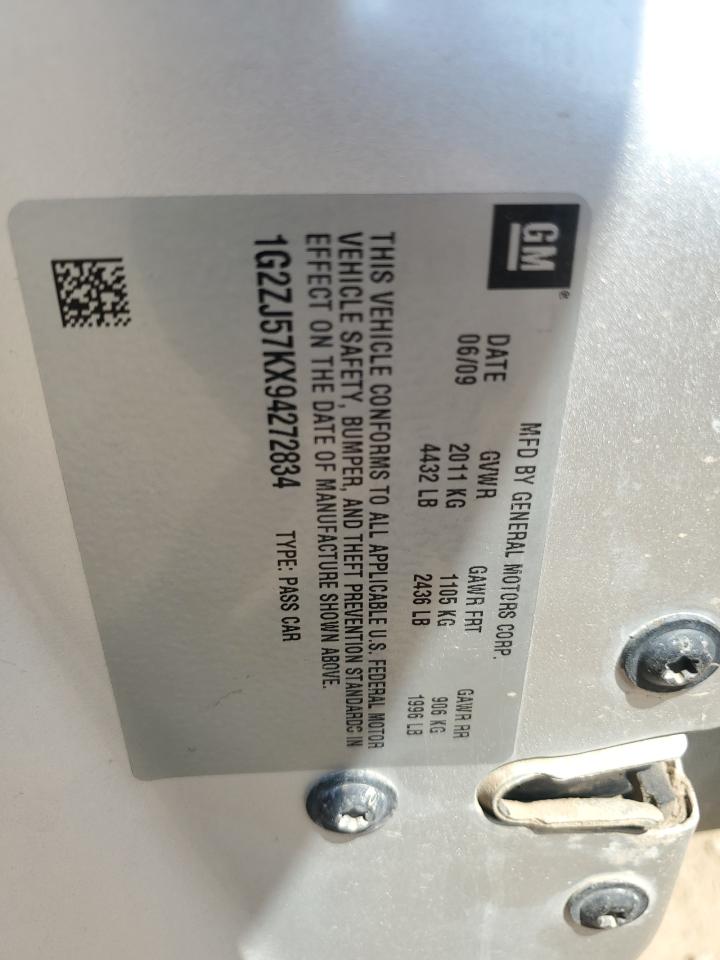 GM®
MFD BY GENERAL MOTORS CORP.
DATE GVWR GAWR FRT GAWR RR
06/09 2011 KG 1105 KG 906 KG
4432 LB 2436 LB 1996 LB
THIS VEHICLE CONFORMS TO ALL APPLICABLE U.S. FEDERAL MOTOR
VEHICLE SAFETY, BUMPER, AND THEFT PREVENTION STANDARDS IN
EFFECT ON THE DATE OF MANUFACTURE SHOWN ABOVE.
1G2ZJ57KX94272834 TYPE: PASS CAR